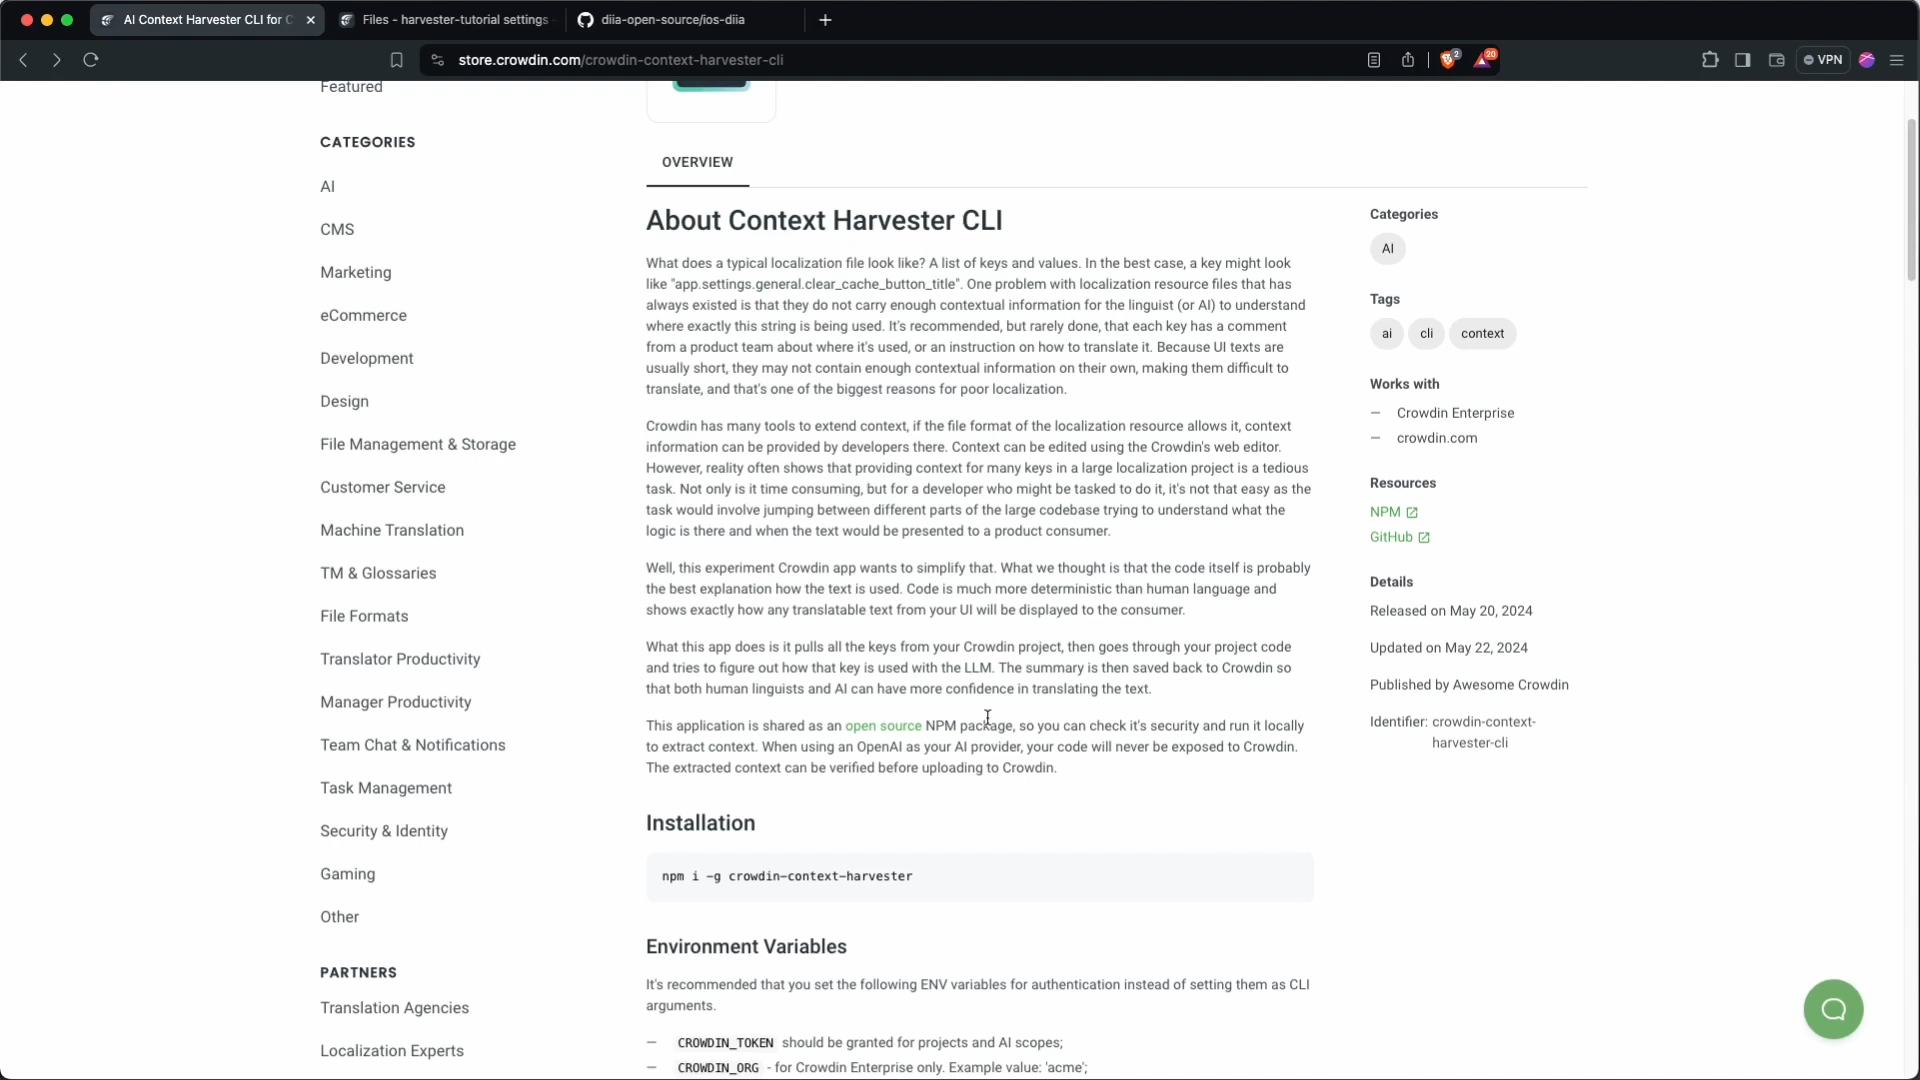 AI Context Harvester CLI for C
Files - harvester-tutorial settings
diia-open-source/ios-diia
store.crowdin.com/crowdin-context-harvester-cli
2
20
VPN
Featured
CATEGORIES
AI
CMS
Marketing
eCommerce
Development
Design
File Management & Storage
Customer Service
Machine Translation
TM & Glossaries
File Formats
Translator Productivity
Manager Productivity
Team Chat & Notifications
Task Management
Security & Identity
Gaming
Other
PARTNERS
Translation Agencies
Localization Experts
OVERVIEW
About Context Harvester CLI
What does a typical localization file look like? A list of keys and values. In the best case, a key might look
like "app.settings.general.clear_cache_button_title". One problem with localization resource files that has
always existed is that they do not carry enough contextual information for the linguist (or AI) to understand
where exactly this string is being used. It's recommended, but rarely done, that each key has a comment
from a product team about where it's used, or an instruction on how to translate it. Because UI texts are
usually short, they may not contain enough contextual information on their own, making them difficult to
translate, and that's one of the biggest reasons for poor localization.
Crowdin has many tools to extend context, if the file format of the localization resource allows it, context
information can be provided by developers there. Context can be edited using the Crowdin's web editor.
However, reality often shows that providing context for many keys in a large localization project is a tedious
task. Not only is it time consuming, but for a developer who might be tasked to do it, it's not that easy as the
task would involve jumping between different parts of the large codebase trying to understand what the
logic is there and when the text would be presented to a product consumer.
Well, this experiment Crowdin app wants to simplify that. What we thought is that the code itself is probably
the best explanation how the text is used. Code is much more deterministic than human language and
shows exactly how any translatable text from your UI will be displayed to the consumer.
What this app does is it pulls all the keys from your Crowdin project, then goes through your project code
and tries to figure out how that key is used with the LLM. The summary is then saved back to Crowdin so
that both human linguists and AI can have more confidence in translating the text.
This application is shared as an open source NPM package, so you can check it's security and run it locally
to extract context. When using an OpenAI as your AI provider, your code will never be exposed to Crowdin.
The extracted context can be verified before uploading to Crowdin.
Installation
npm i -g crowdin-context-harvester
Environment Variables
It's recommended that you set the following ENV variables for authentication instead of setting them as CLI
arguments.
— CROWDIN_TOKEN should be granted for projects and AI scopes;
— CROWDIN_ORG - for Crowdin Enterprise only. Example value: 'acme';
Categories
AI
Tags
ai cli context
Works with
— Crowdin Enterprise
— crowdin.com
Resources
NPM
GitHub
Details
Released on May 20, 2024
Updated on May 22, 2024
Published by Awesome Crowdin
Identifier: crowdin-context-
harvester-cli